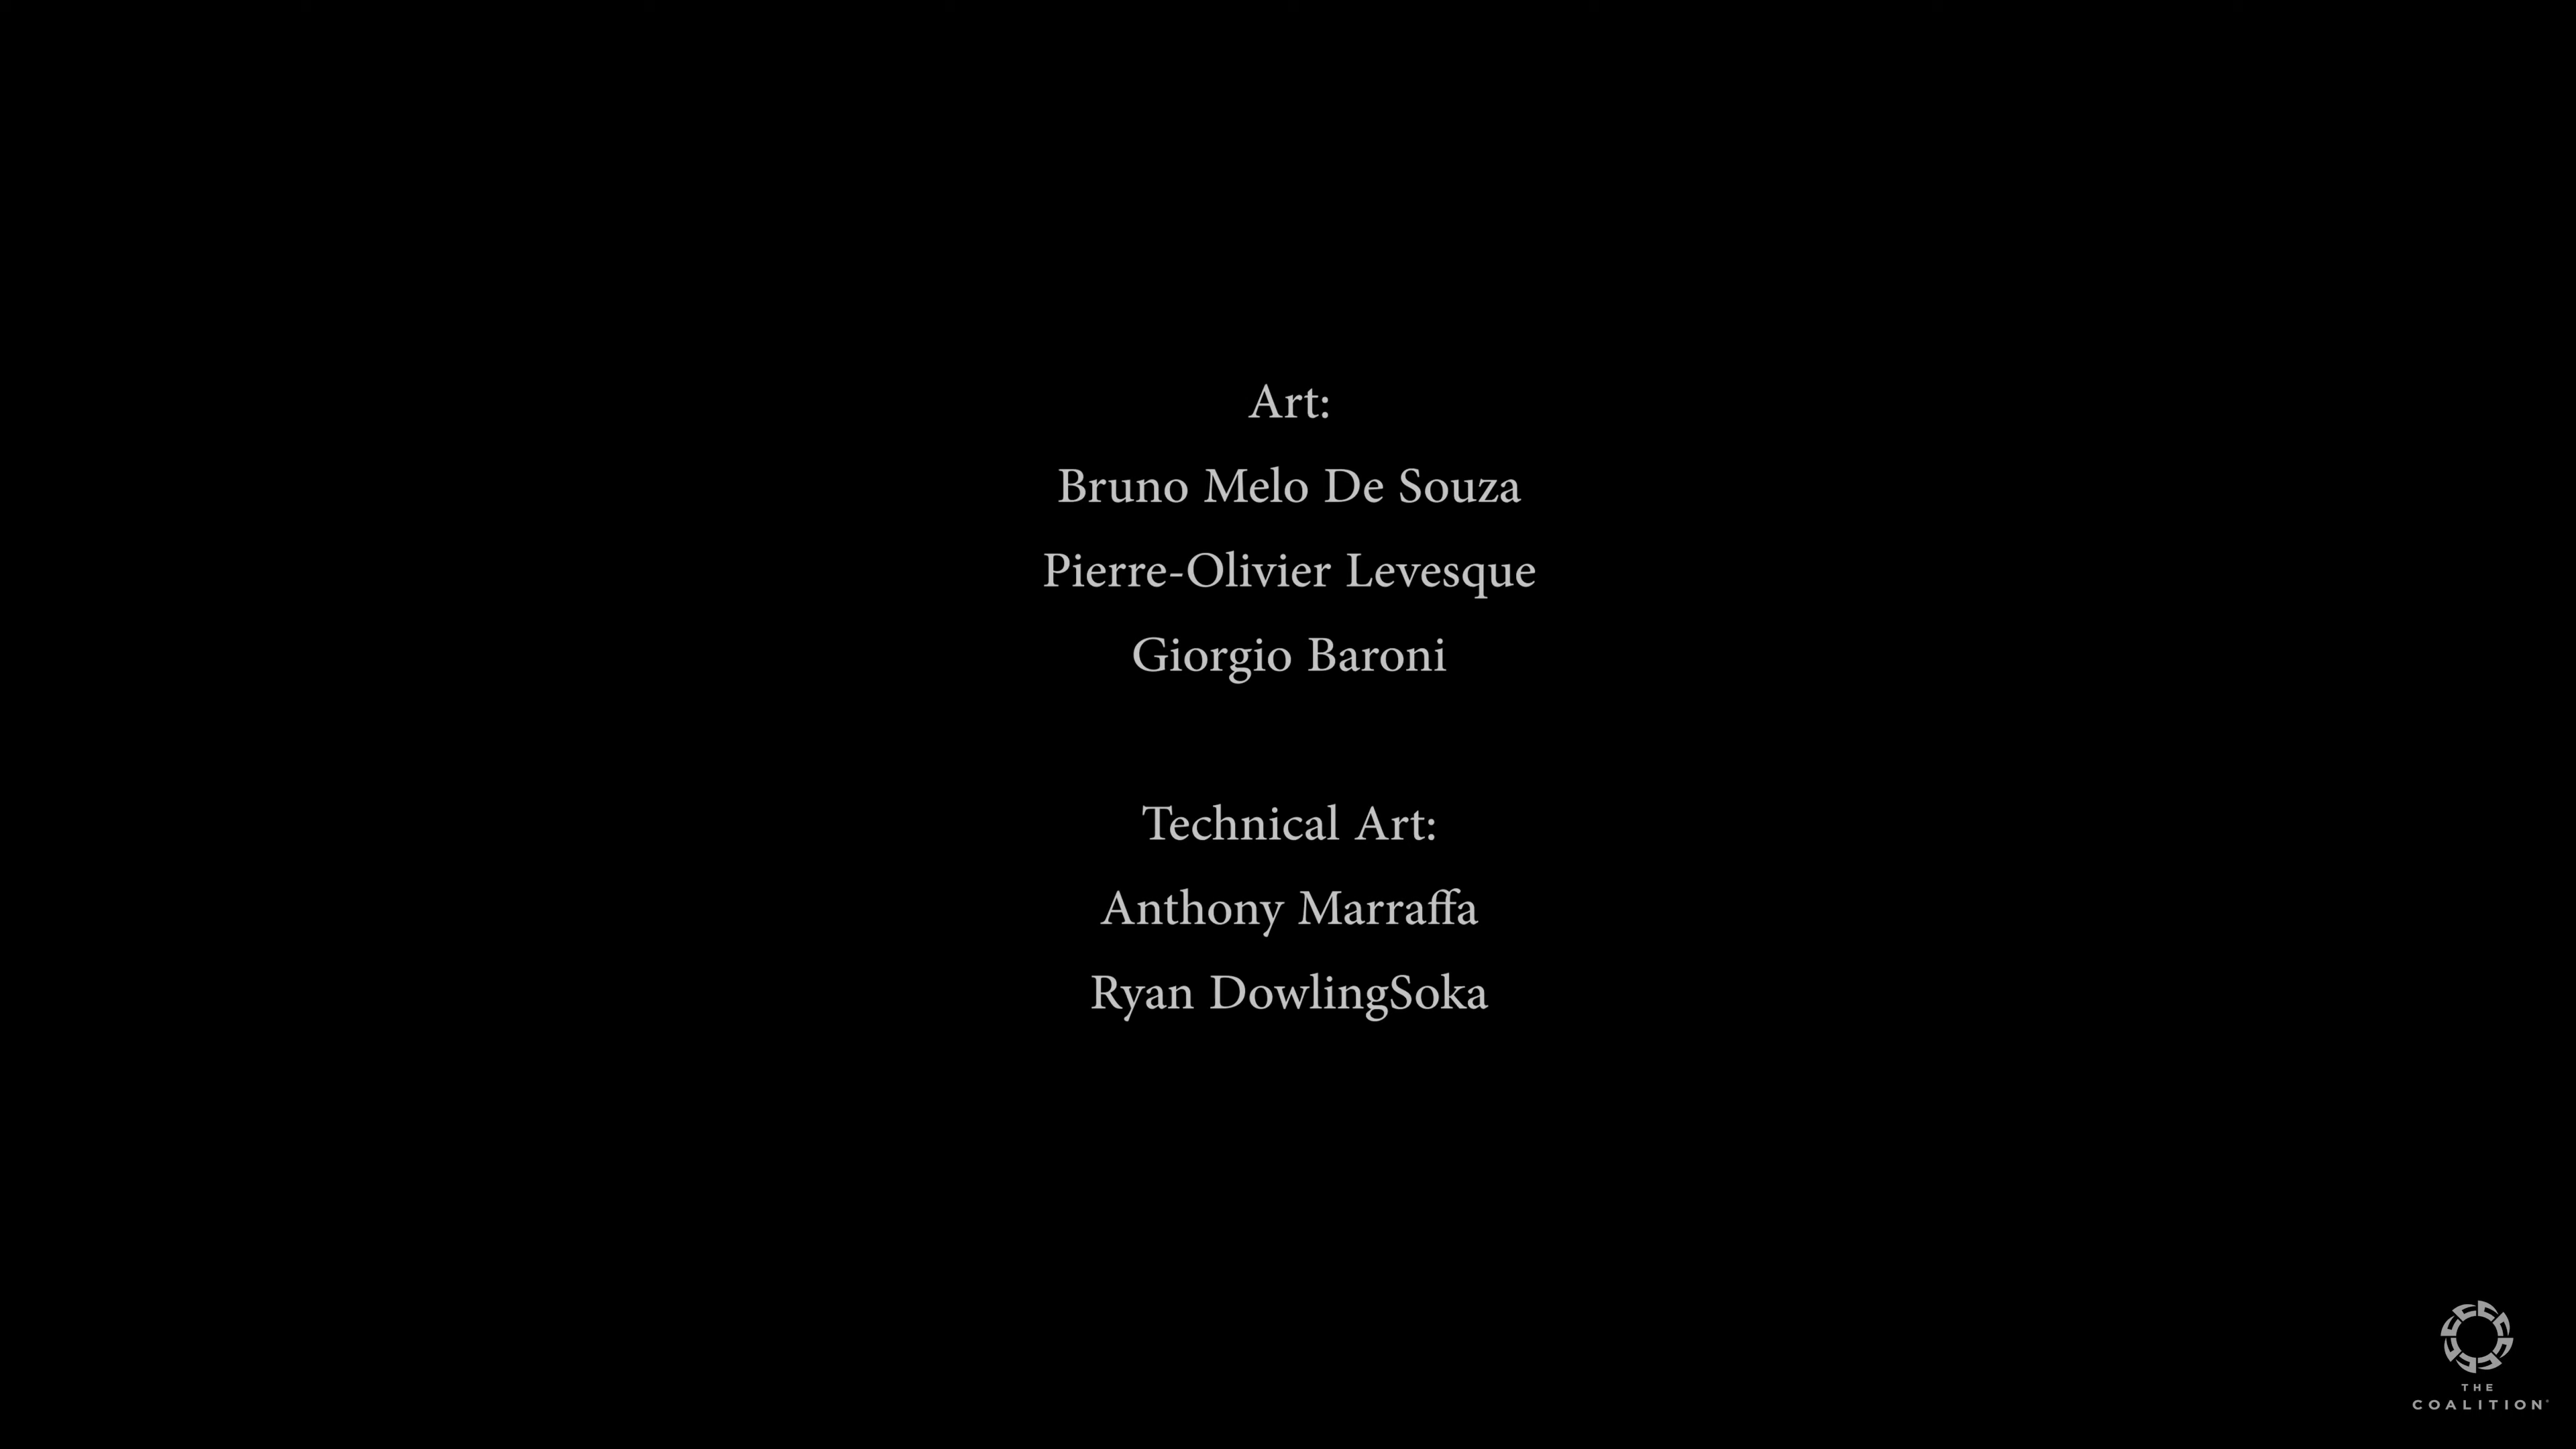 Art:
Bruno Melo De Souza
Pierre-Olivier Levesque
Giorgio Baroni
Technical Art:
Anthony Marraffa
Ryan DowlingSoka
THE
COALITION